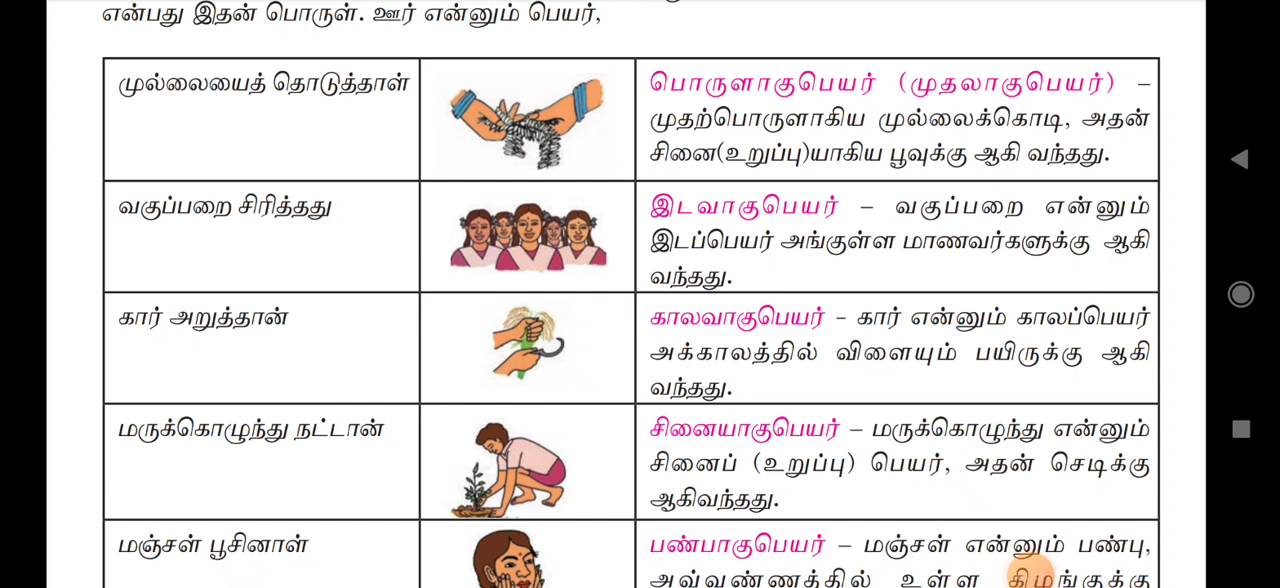 என்பது இதன் பொருள். ஊர் என்னும் பெயர்,
முல்லையைத் தொடுத்தாள்
பொருளாகுபெயர் (முதலாகுபெயர்) –
முதற்பொருளாகிய முல்லைக்கொடி, அதன்
சினை(உறுப்பு)யாகிய பூவுக்கு ஆகி வந்தது.
வகுப்பறை சிரித்தது
இடவாகுபெயர் – வகுப்பறை என்னும்
இடப்பெயர் அங்குள்ள மாணவர்களுக்கு ஆகி
வந்தது.
கார் அறுத்தான்
காலவாகுபெயர் - கார் என்னும் காலப்பெயர்
அக்காலத்தில் விளையும் பயிருக்கு ஆகி
வந்தது.
மருக்கொழுந்து நட்டான்
சினையாகுபெயர் – மருக்கொழுந்து என்னும்
சினைப் (உறுப்பு) பெயர், அதன் செடிக்கு
ஆகிவந்தது.
மஞ்சள் பூசினாள்
பண்பாகுபெயர் – மஞ்சள் என்னும் பண்பு,
அவ்வண்ணத்தில் உள்ள கிழங்குக்கு